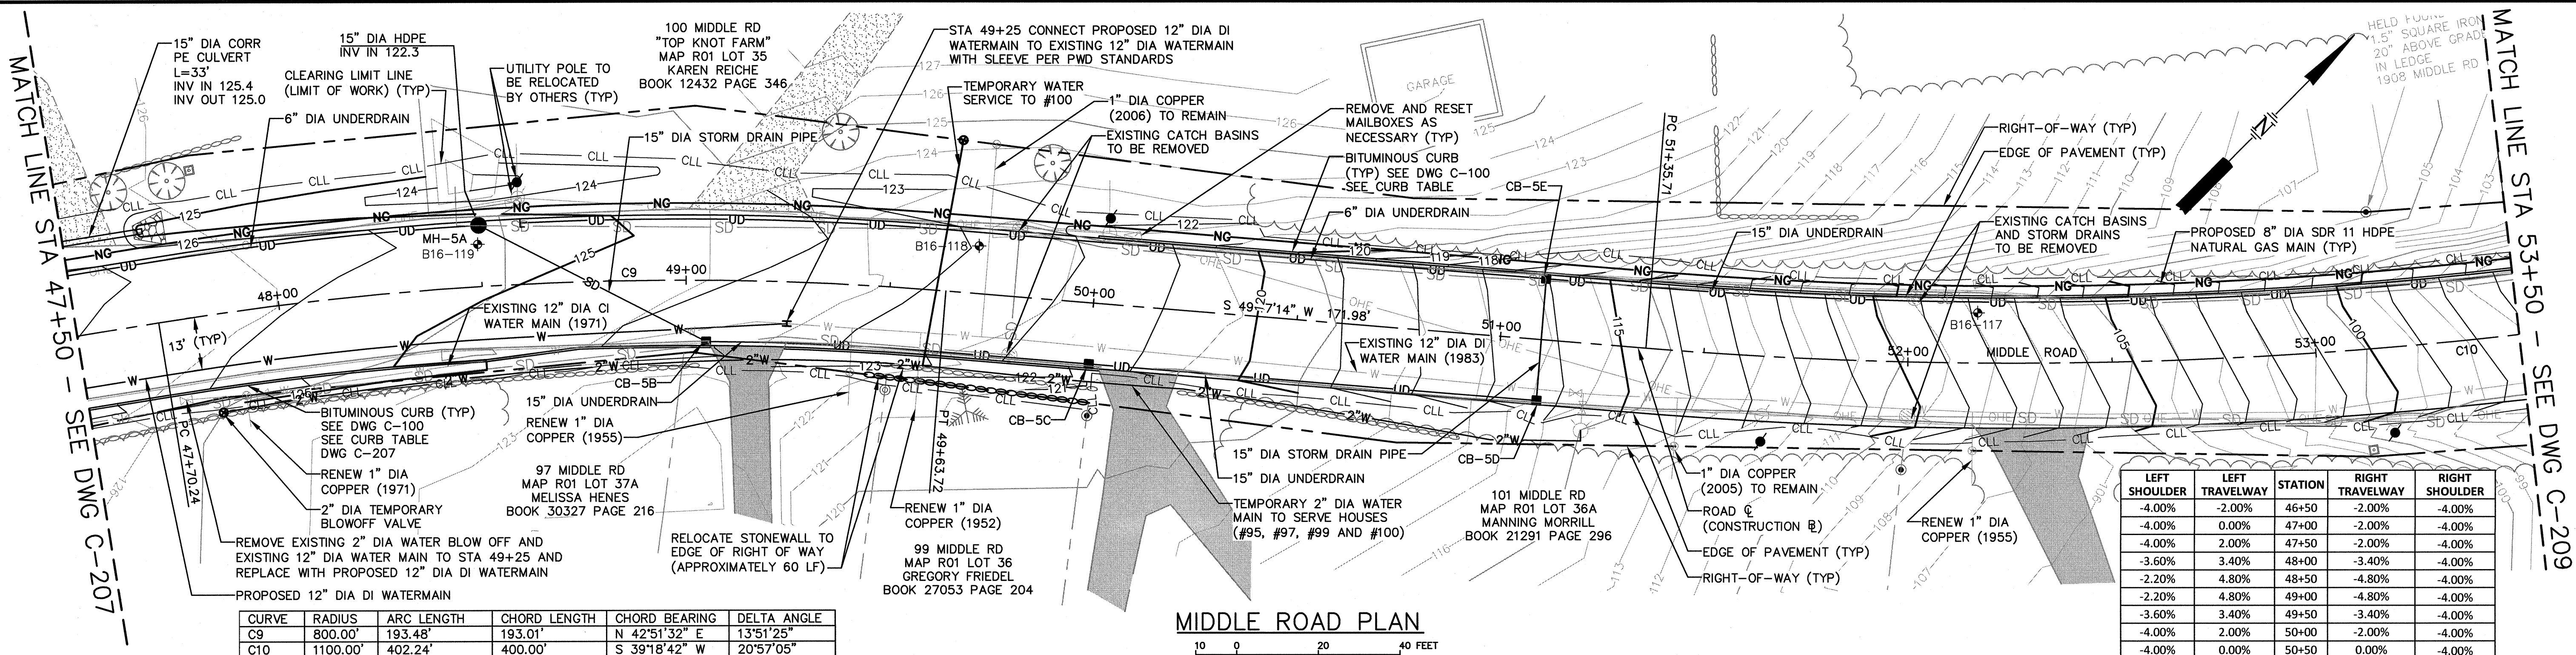 MATCH LINE STA 47+50 - SEE DWG C-207
15" DIA CORR
PE CULVERT
L=33'
INV IN 125.4
INV OUT 125.0
15" DIA HDPE
INV IN 122.3
CLEARING LIMIT LINE
(LIMIT OF WORK) (TYP)
6" DIA UNDERDRAIN
UTILITY POLE TO
BE RELOCATED
BY OTHERS (TYP)
100 MIDDLE RD
"TOP KNOT FARM"
MAP R01 LOT 35
KAREN REICHE
BOOK 12432 PAGE 346
15" DIA STORM DRAIN PIPE
STA 49+25 CONNECT PROPOSED 12" DIA DI
WATERMAIN TO EXISTING 12" DIA WATERMAIN
WITH SLEEVE PER PWD STANDARDS
TEMPORARY WATER
SERVICE TO #100
1" DIA COPPER
(2006) TO REMAIN
EXISTING CATCH BASINS
TO BE REMOVED
GARAGE
REMOVE AND RESET
MAILBOXES AS
NECESSARY (TYP)
BITUMINOUS CURB
(TYP) SEE DWG C-100
SEE CURB TABLE
6" DIA UNDERDRAIN
CB-5E
PC 51+35.71
15" DIA UNDERDRAIN
RIGHT-OF-WAY (TYP)
EDGE OF PAVEMENT (TYP)
EXISTING CATCH BASINS
AND STORM DRAINS
TO BE REMOVED
PROPOSED 8" DIA SDR 11 HDPE
NATURAL GAS MAIN (TYP)
N
1.5" SQUARE IRON
20" ABOVE GRADE
IN LEDGE
1908 MIDDLE RD
MATCH LINE STA 53+50 - SEE DWG C-209
MH-5A
B16-119
B16-118
B16-117
C9
48+00
49+00
50+00
51+00
52+00
53+00
MIDDLE ROAD
C10
13' (TYP)
EXISTING 12" DIA CI
WATER MAIN (1971)
EXISTING 12" DIA DI
WATER MAIN (1983)
PC 47+70.24
BITUMINOUS CURB (TYP)
SEE DWG C-100
SEE CURB TABLE
DWG C-207
RENEW 1" DIA
COPPER (1971)
2" DIA TEMPORARY
BLOWOFF VALVE
REMOVE EXISTING 2" DIA WATER BLOW OFF AND
EXISTING 12" DIA WATER MAIN TO STA 49+25 AND
REPLACE WITH PROPOSED 12" DIA DI WATERMAIN
PROPOSED 12" DIA DI WATERMAIN
CB-5B
15" DIA UNDERDRAIN
RENEW 1" DIA
COPPER (1955)
97 MIDDLE RD
MAP R01 LOT 37A
MELISSA HENES
BOOK 30327 PAGE 216
RELOCATE STONEWALL TO
EDGE OF RIGHT OF WAY
(APPROXIMATELY 60 LF)
PT 49+63.72
RENEW 1" DIA
COPPER (1952)
99 MIDDLE RD
MAP R01 LOT 36
GREGORY FRIEDEL
BOOK 27053 PAGE 204
CB-5C
15" DIA STORM DRAIN PIPE
15" DIA UNDERDRAIN
TEMPORARY 2" DIA WATER
MAIN TO SERVE HOUSES
(#95, #97, #99 AND #100)
CB-5D
101 MIDDLE RD
MAP R01 LOT 36A
MANNING MORRILL
BOOK 21291 PAGE 296
1" DIA COPPER
(2005) TO REMAIN
ROAD ℄
(CONSTRUCTION BL)
EDGE OF PAVEMENT (TYP)
RIGHT-OF-WAY (TYP)
RENEW 1" DIA
COPPER (1955)
CURVE RADIUS ARC LENGTH CHORD LENGTH CHORD BEARING DELTA ANGLE
C9 800.00' 193.48' 193.01' N 42°51'32" E 13°51'25"
C10 1100.00' 402.24' 400.00' S 39°18'42" W 20°57'05"
MIDDLE ROAD PLAN
10 0 20 40 FEET
LEFT SHOULDER LEFT TRAVELWAY STATION RIGHT TRAVELWAY RIGHT SHOULDER
-4.00% -2.00% 46+50 -2.00% -4.00%
-4.00% 0.00% 47+00 -2.00% -4.00%
-4.00% 2.00% 47+50 -2.00% -4.00%
-3.60% 3.40% 48+00 -3.40% -4.00%
-2.20% 4.80% 48+50 -4.80% -4.00%
-2.20% 4.80% 49+00 -4.80% -4.00%
-3.60% 3.40% 49+50 -3.40% -4.00%
-4.00% 2.00% 50+00 -2.00% -4.00%
-4.00% 0.00% 50+50 0.00% -4.00%